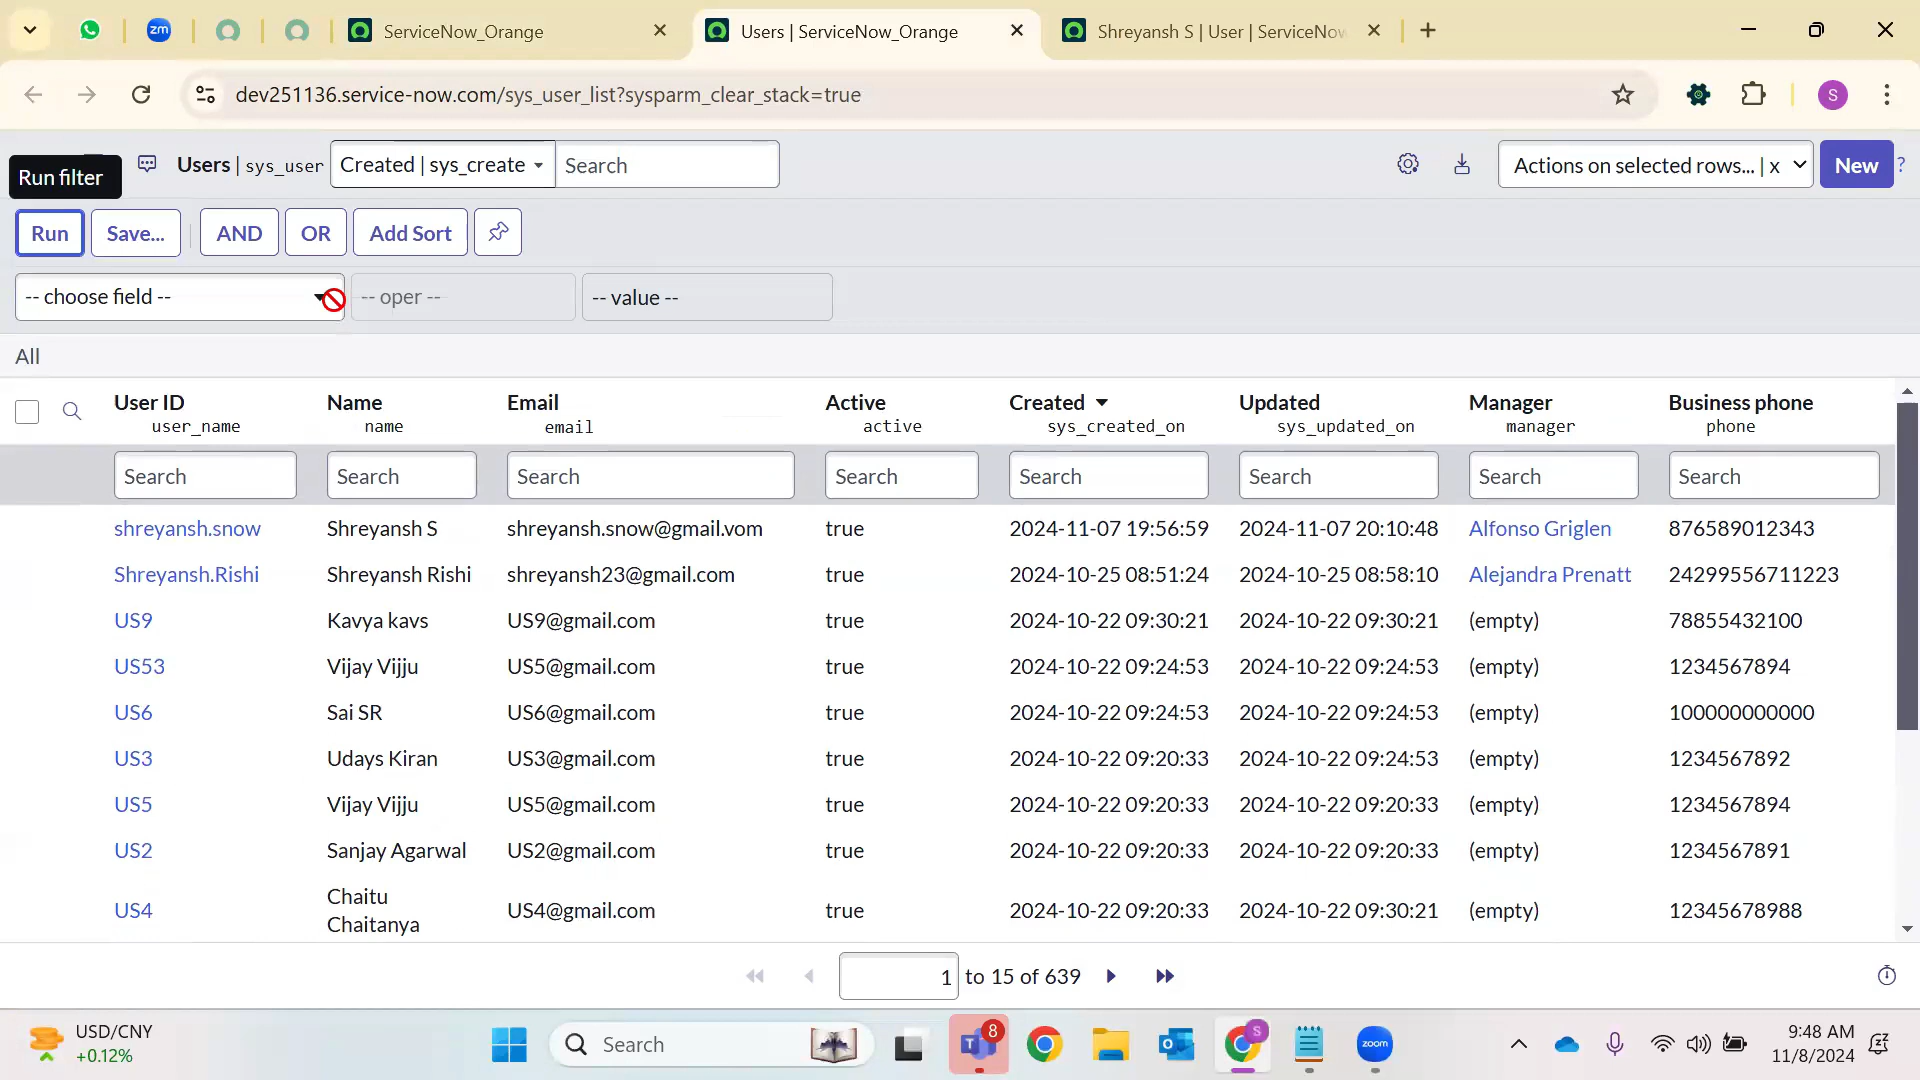 zm
ServiceNow_Orange
Users | ServiceNow_Orange
Shreyansh S | User | ServiceNow
dev251136.service-now.com/sys_user_list?sysparm_clear_stack=true
S
Run filter
Users | sys_user
Created | sys_create
Search
Actions on selected rows... | x
New
?
Run
Save...
AND
OR
Add Sort
-- choose field --
-- oper --
-- value --
All
User ID Name Email Active Created Updated Manager Business phone
user_name name email active sys_created_on sys_updated_on manager phone
Search Search Search Search Search Search Search Search
shreyansh.snow Shreyansh S shreyansh.snow@gmail.vom true 2024-11-07 19:56:59 2024-11-07 20:10:48 Alfonso Griglen 876589012343
Shreyansh.Rishi Shreyansh Rishi shreyansh23@gmail.com true 2024-10-25 08:51:24 2024-10-25 08:58:10 Alejandra Prenatt 24299556711223
US9 Kavya kavs US9@gmail.com true 2024-10-22 09:30:21 2024-10-22 09:30:21 (empty) 78855432100
US53 Vijay Vijju US5@gmail.com true 2024-10-22 09:24:53 2024-10-22 09:24:53 (empty) 1234567894
US6 Sai SR US6@gmail.com true 2024-10-22 09:24:53 2024-10-22 09:24:53 (empty) 100000000000
US3 Udays Kiran US3@gmail.com true 2024-10-22 09:20:33 2024-10-22 09:24:53 (empty) 1234567892
US5 Vijay Vijju US5@gmail.com true 2024-10-22 09:20:33 2024-10-22 09:20:33 (empty) 1234567894
US2 Sanjay Agarwal US2@gmail.com true 2024-10-22 09:20:33 2024-10-22 09:20:33 (empty) 1234567891
US4 Chaitu Chaitanya US4@gmail.com true 2024-10-22 09:20:33 2024-10-22 09:30:21 (empty) 12345678988
1 to 15 of 639
USD/CNY
+0.12%
Search
T
8
S
zoom
9:48 AM
11/8/2024